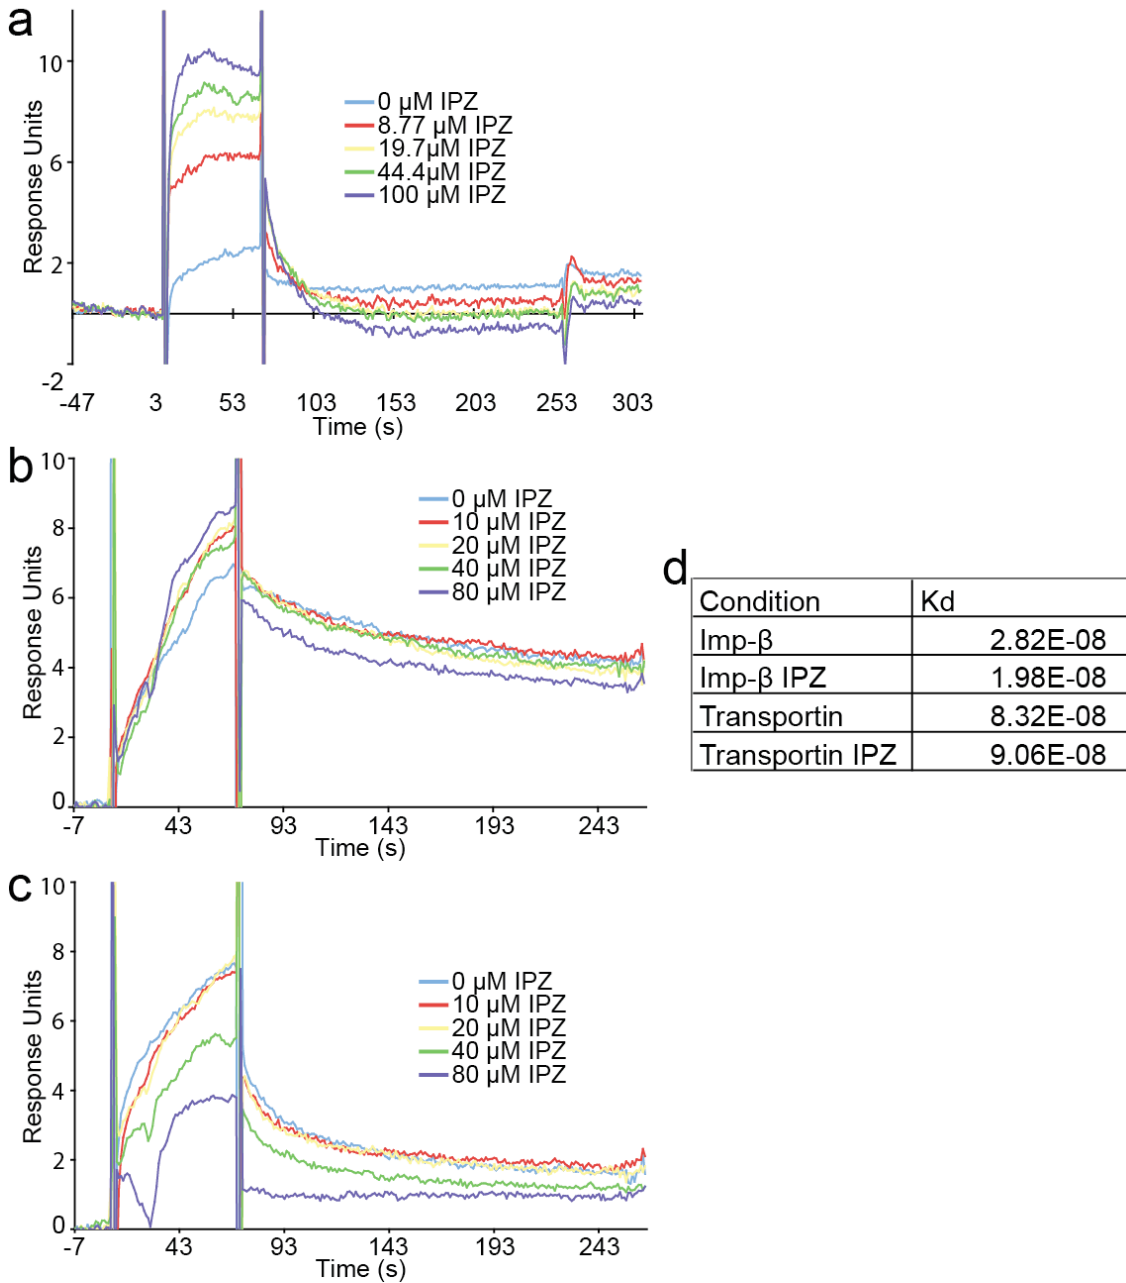 a
10
6
2
-2
Response Units
0 µM IPZ
8.77 µM IPZ
19.7µM IPZ
44.4µM IPZ
100 µM IPZ
-47 3 53 103 153 203 253 303
Time (s)
b
10
8
6
4
2
0
Response Units
0 µM IPZ
10 µM IPZ
20 µM IPZ
40 µM IPZ
80 µM IPZ
-7 43 93 143 193 243
Time (s)
d
Condition Kd
Imp-β 2.82E-08
Imp-β IPZ 1.98E-08
Transportin 8.32E-08
Transportin IPZ 9.06E-08
c
10
8
6
4
2
0
Response Units
0 µM IPZ
10 µM IPZ
20 µM IPZ
40 µM IPZ
80 µM IPZ
-7 43 93 143 193 243
Time (s)